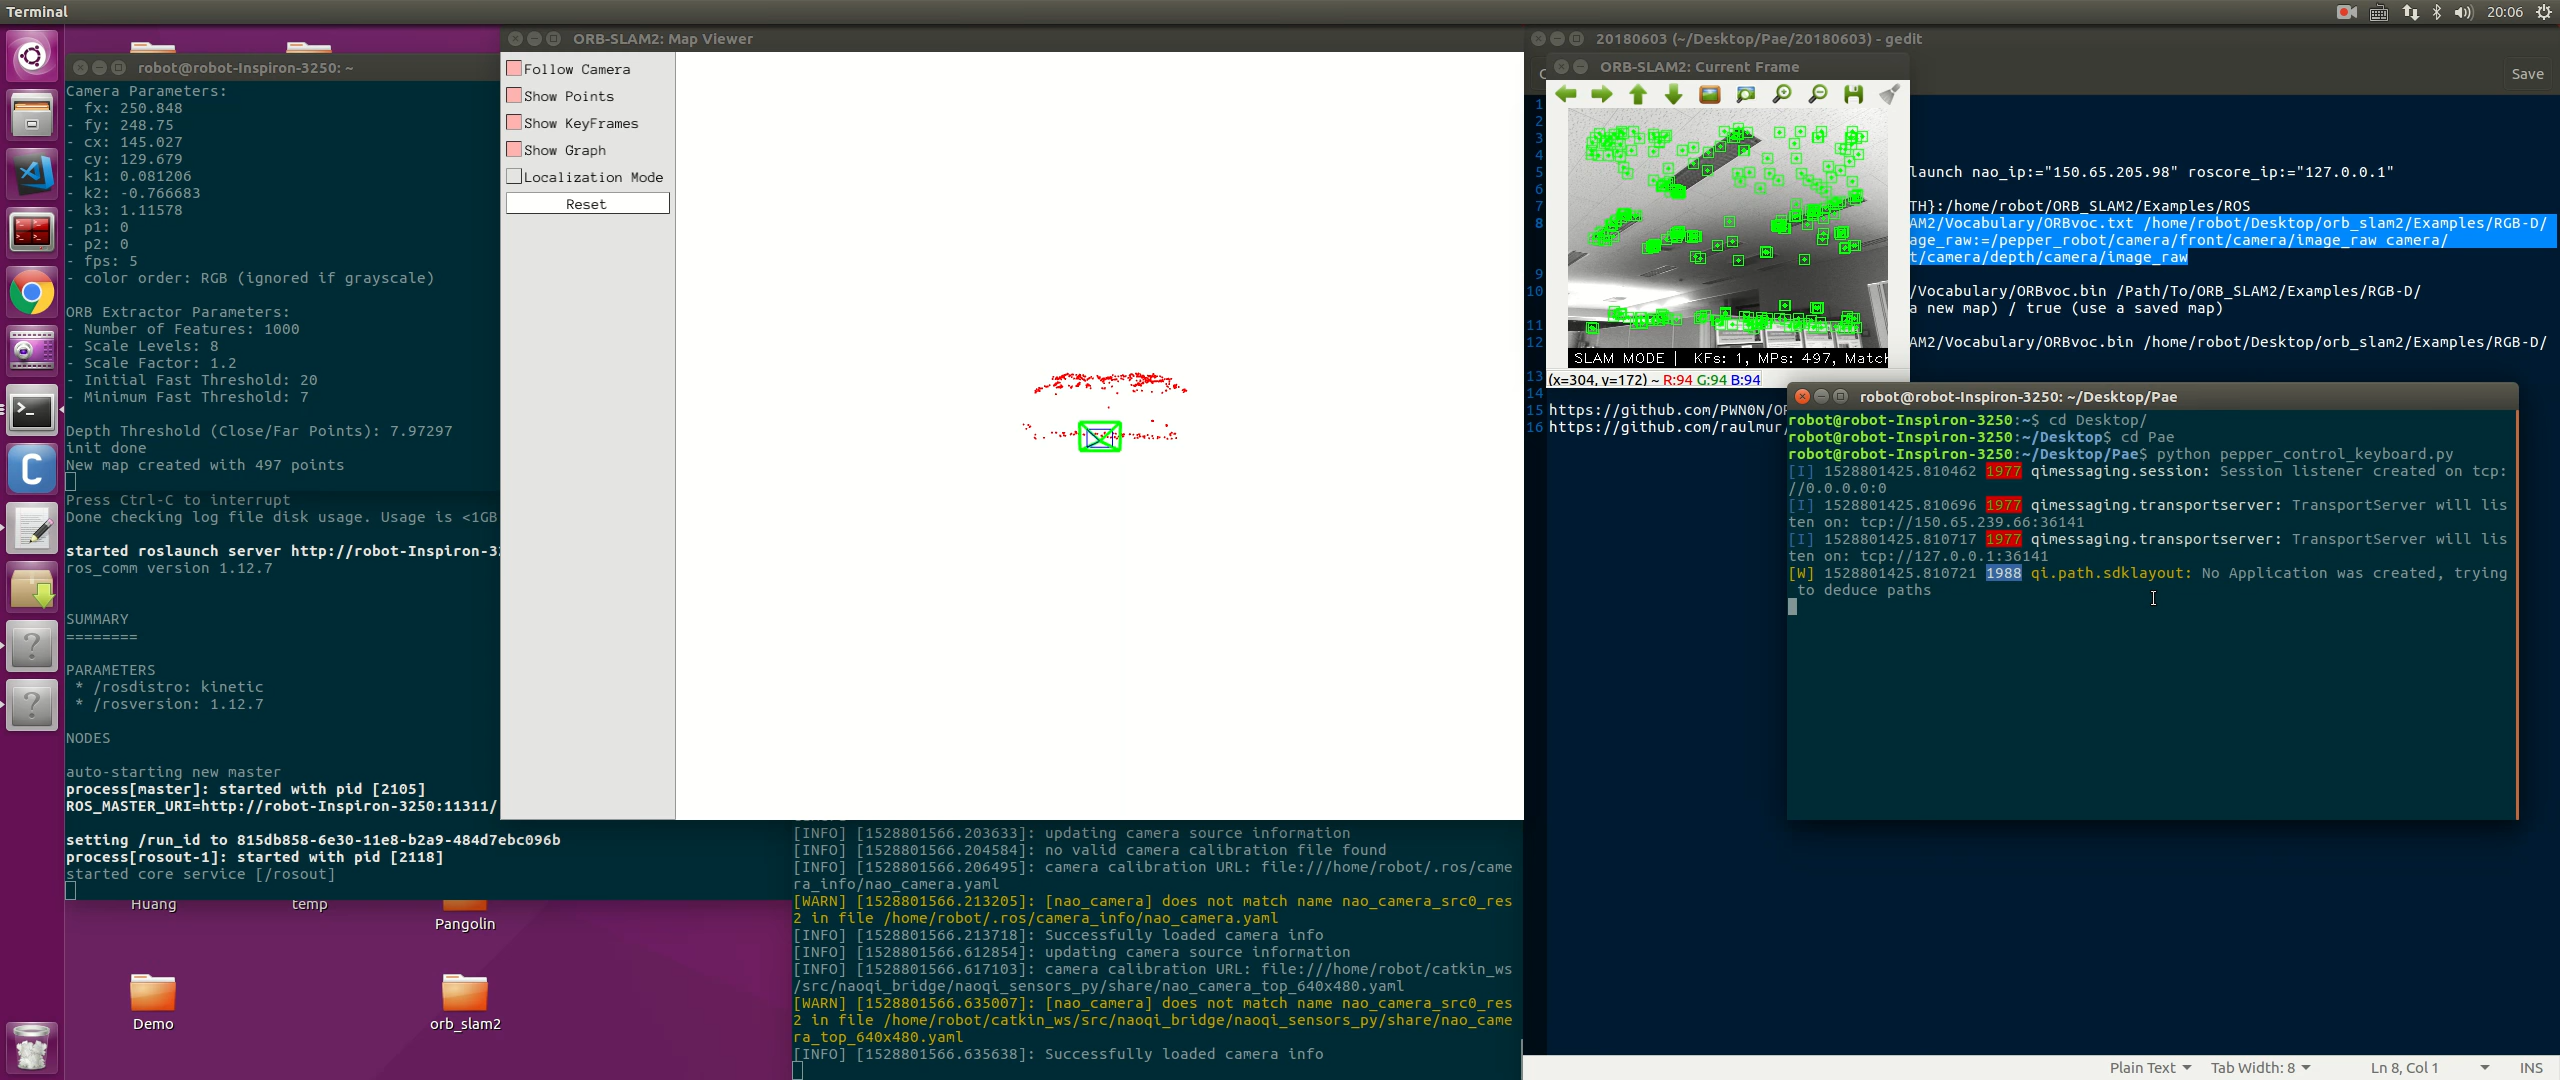 Terminal
20:06
robot@robot-Inspiron-3250: ~
Camera Parameters:
- fx: 250.848
- fy: 248.75
- cx: 145.027
- cy: 129.679
- k1: 0.081206
- k2: -0.766683
- k3: 1.11578
- p1: 0
- p2: 0
- fps: 5
- color order: RGB (ignored if grayscale)
ORB Extractor Parameters:
- Number of Features: 1000
- Scale Levels: 8
- Scale Factor: 1.2
- Initial Fast Threshold: 20
- Minimum Fast Threshold: 7
Depth Threshold (Close/Far Points): 7.97297
init done
New map created with 497 points
Press Ctrl-C to interrupt
Done checking log file disk usage. Usage is <1GB
started roslaunch server http://robot-Inspiron-3
ros_comm version 1.12.7
SUMMARY
========
PARAMETERS
* /rosdistro: kinetic
* /rosversion: 1.12.7
NODES
auto-starting new master
process[master]: started with pid [2105]
ROS_MASTER_URI=http://robot-Inspiron-3250:11311/
setting /run_id to 815db858-6e30-11e8-b2a9-484d7ebc096b
process[rosout-1]: started with pid [2118]
started core service [/rosout]
Huang
temp
Pangolin
Demo
orb_slam2
ORB-SLAM2: Map Viewer
Follow Camera
Show Points
Show KeyFrames
Show Graph
Localization Mode
Reset
[INFO] [1528801566.203633]: updating camera source information
[INFO] [1528801566.204584]: no valid camera calibration file found
[INFO] [1528801566.206495]: camera calibration URL: file:///home/robot/.ros/came
ra_info/nao_camera.yaml
[WARN] [1528801566.213205]: [nao_camera] does not match name nao_camera_src0_res
2 in file /home/robot/.ros/camera_info/nao_camera.yaml
[INFO] [1528801566.213718]: Successfully loaded camera info
[INFO] [1528801566.612854]: updating camera source information
[INFO] [1528801566.617103]: camera calibration URL: file:///home/robot/catkin_ws
/src/naoqi_bridge/naoqi_sensors_py/share/nao_camera_top_640x480.yaml
[WARN] [1528801566.635007]: [nao_camera] does not match name nao_camera_src0_res
2 in file /home/robot/catkin_ws/src/naoqi_bridge/naoqi_sensors_py/share/nao_came
ra_top_640x480.yaml
[INFO] [1528801566.635638]: Successfully loaded camera info
20180603 (~/Desktop/Pae/20180603) - gedit
Save
ORB-SLAM2: Current Frame
SLAM MODE | KFs: 1, MPs: 497, Match
(x=304, y=172) ~ R:94 G:94 B:94
1
2
3
4
5 launch nao_ip:="150.65.205.98" roscore_ip:="127.0.0.1"
6
7 TH}:/home/robot/ORB_SLAM2/Examples/ROS
8 AM2/Vocabulary/ORBvoc.txt /home/robot/Desktop/orb_slam2/Examples/RGB-D/
age_raw:=/pepper_robot/camera/front/camera/image_raw camera/
t/camera/depth/camera/image_raw
9
10 /Vocabulary/ORBvoc.bin /Path/To/ORB_SLAM2/Examples/RGB-D/
a new map) / true (use a saved map)
11
12 AM2/Vocabulary/ORBvoc.bin /home/robot/Desktop/orb_slam2/Examples/RGB-D/
13
14
15 https://github.com/PWN0N/OR
16 https://github.com/raulmur/
robot@robot-Inspiron-3250: ~/Desktop/Pae
robot@robot-Inspiron-3250:~$ cd Desktop/
robot@robot-Inspiron-3250:~/Desktop$ cd Pae
robot@robot-Inspiron-3250:~/Desktop/Pae$ python pepper_control_keyboard.py
[I] 1528801425.810462 1977 qimessaging.session: Session listener created on tcp:
//0.0.0.0:0
[I] 1528801425.810696 1977 qimessaging.transportserver: TransportServer will lis
ten on: tcp://150.65.239.66:36141
[I] 1528801425.810717 1977 qimessaging.transportserver: TransportServer will lis
ten on: tcp://127.0.0.1:36141
[W] 1528801425.810721 1988 qi.path.sdklayout: No Application was created, trying
to deduce paths
Plain Text
Tab Width: 8
Ln 8, Col 1
INS